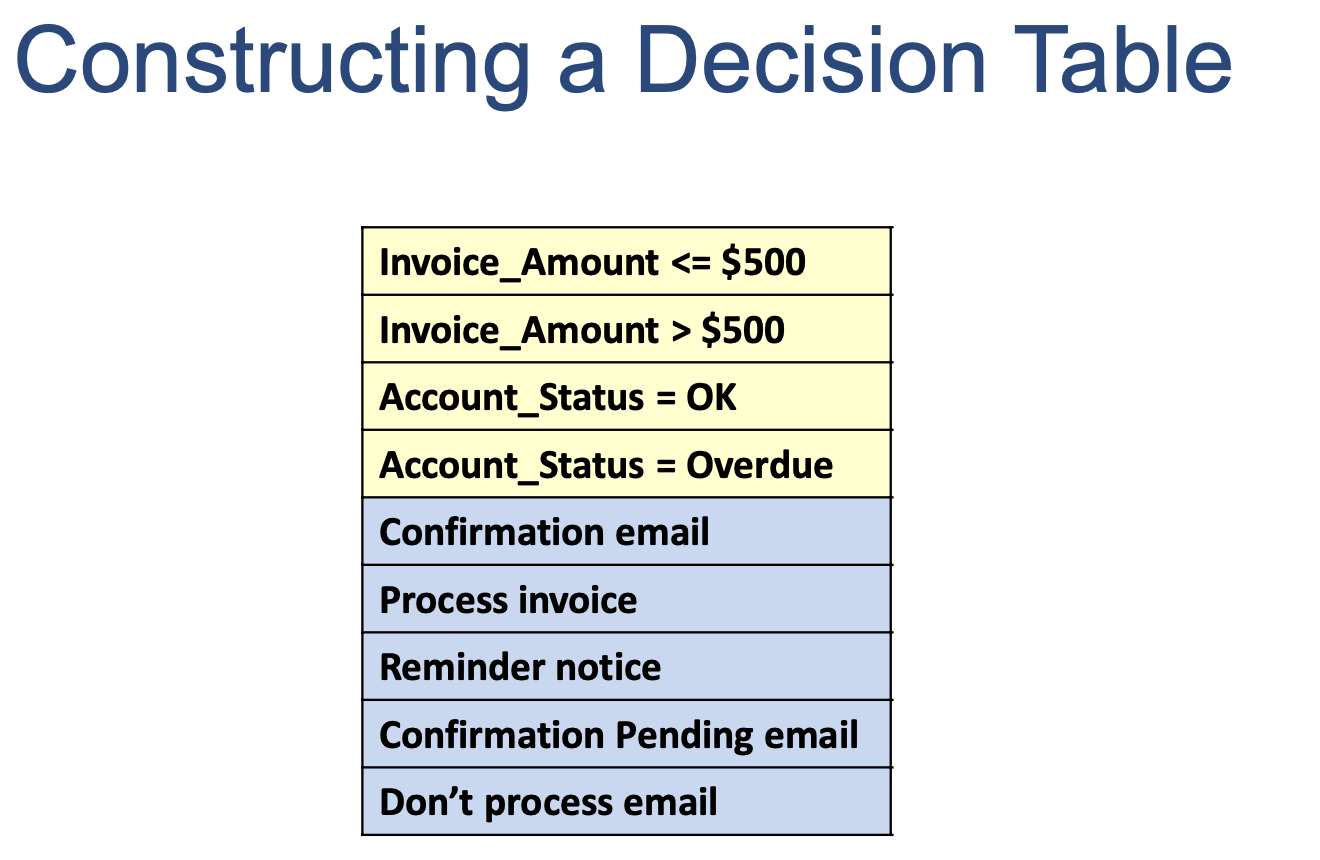 Constructing a Decision Table
Invoice_Amount <= $500
Invoice_Amount > $500
Account_Status = OK
Account_Status = Overdue
Confirmation email
Process invoice
Reminder notice
Confirmation Pending email
Don’t process email